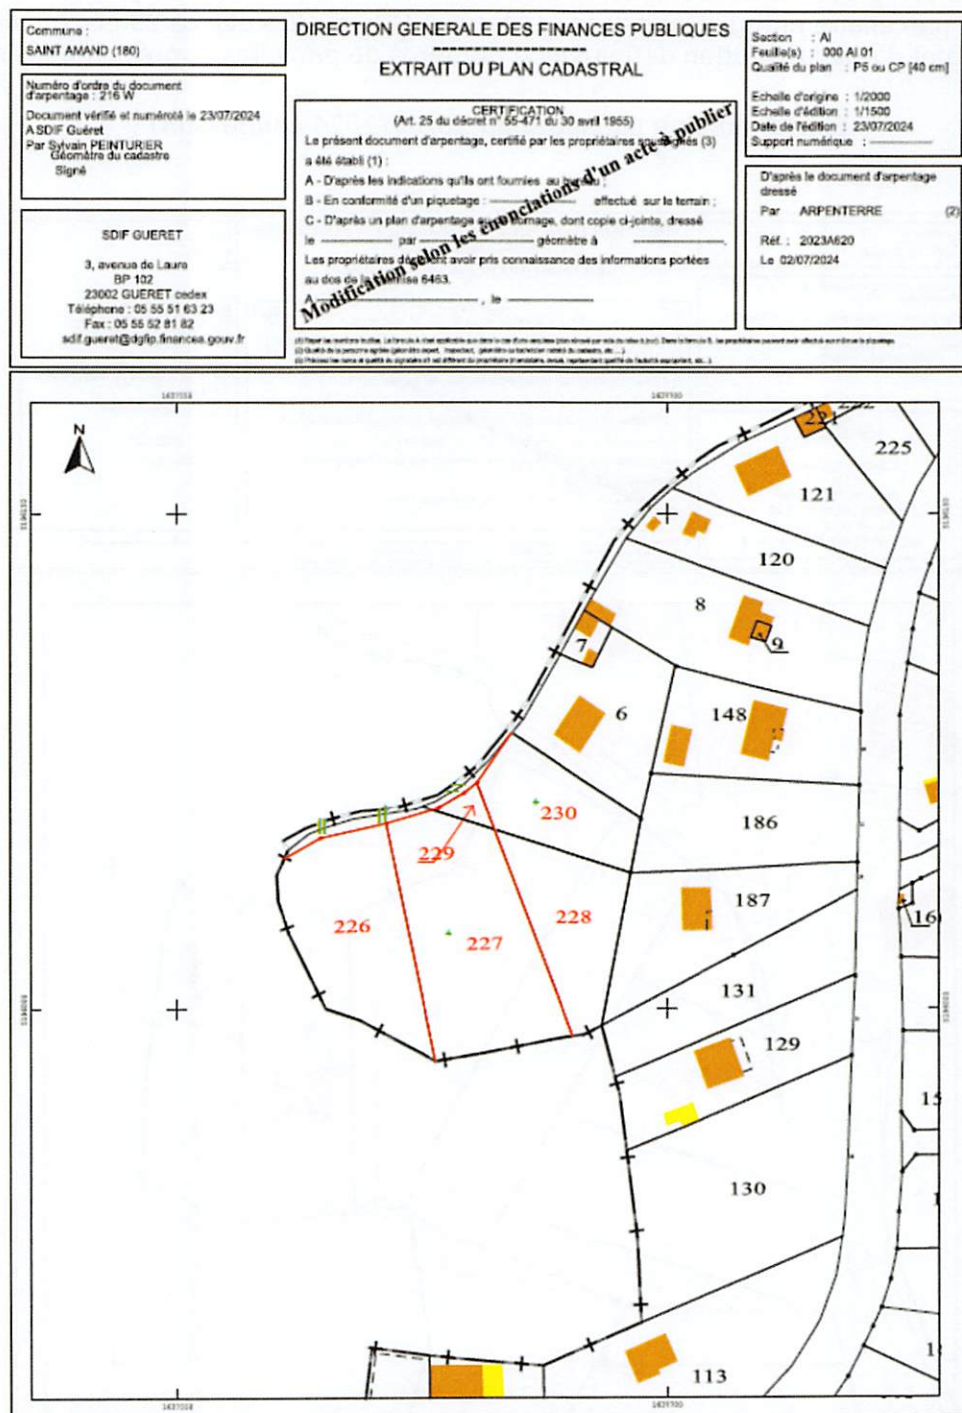 Commune :
SAINT AMAND (180)
Numéro d'ordre du document
d'arpentage : 216 W
Document vérifié et numéroté le 23/07/2024
A SDIF Guéret
Par Sylvain PEINTURIER
Géomètre du cadastre
Signé
SDIF GUERET
3, avenue de Laure
BP 102
23002 GUERET cedex
Téléphone : 05 55 51 63 23
Fax : 05 55 52 81 82
sdif.gueret@dgfip.finances.gouv.fr
DIRECTION GENERALE DES FINANCES PUBLIQUES
EXTRAIT DU PLAN CADASTRAL
CERTIFICATION
(Art. 25 du décret n° 55-471 du 30 avril 1955)
Le présent document d'arpentage, certifié par les propriétaires soussignés (3)
a été établi (1) :
A - D'après les indications qu'ils ont fournies au bureau ;
B - En conformité d'un piquetage : effectué sur le terrain ;
C - D'après un plan d'arpentage ou de bornage, dont copie ci-jointe, dressé
le par géomètre à .
Les propriétaires déclarent avoir pris connaissance des informations portées
au dos de la chemise 6463.
A , le
Modification selon les énonciations d'un acte à publier
Section : AI
Feuille(s) : 000 AI 01
Qualité du plan : P5 ou CP [40 cm]
Echelle d'origine : 1/2000
Echelle d'édition : 1/1500
Date de l'édition : 23/07/2024
Support numérique :
D'après le document d'arpentage
dressé
Par ARPENTERRE (2)
Réf. : 2023A620
Le 02/07/2024
1637700
N
221
225
121
120
8
9
7
6
148
230
186
229
187
228
226
227
160
131
129
130
113
1637700